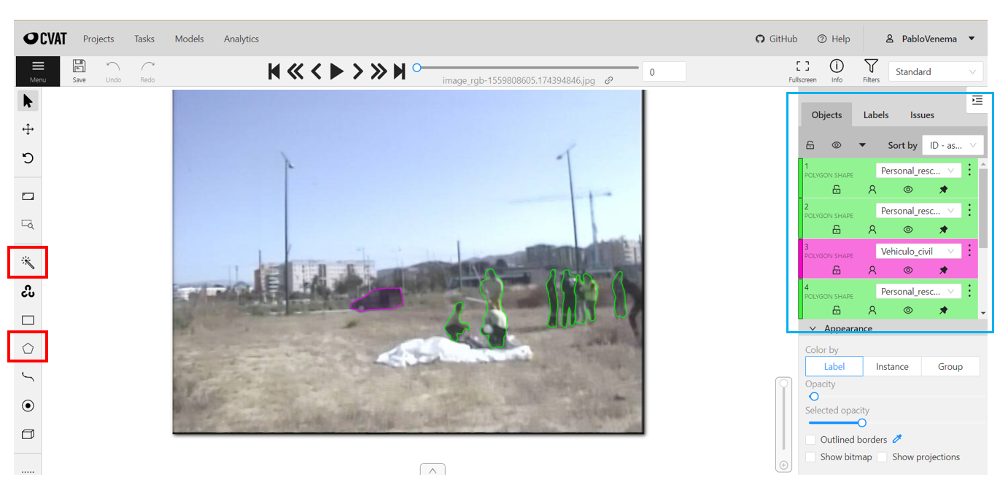 CVAT Projects Tasks Models Analytics GitHub Help PabloVenema
Menu Save Undo Redo image_rgb-1559808605.174394846.jpg 0 Fullscreen Info Filters Standard
Objects Labels Issues
Sort by ID - as...
1 Personal_resc...
POLYGON SHAPE
2 Personal_resc...
POLYGON SHAPE
3 Vehiculo_civil
POLYGON SHAPE
4 Personal_resc...
POLYGON SHAPE
Appearance
Color by
Label Instance Group
Opacity
Selected opacity
Outlined borders
Show bitmap Show projections